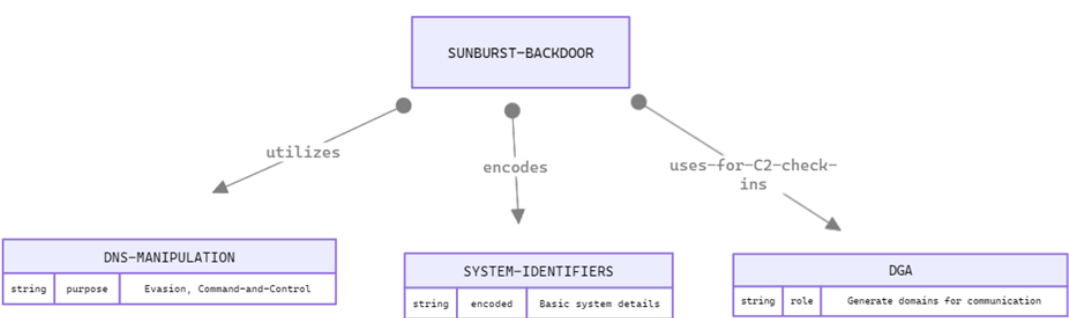 SUNBURST-BACKDOOR
utilizes
encodes
uses-for-C2-check-
ins
DNS-MANIPULATION
string purpose Evasion, Command-and-Control
SYSTEM-IDENTIFIERS
string encoded Basic system details
DGA
string role Generate domains for communication